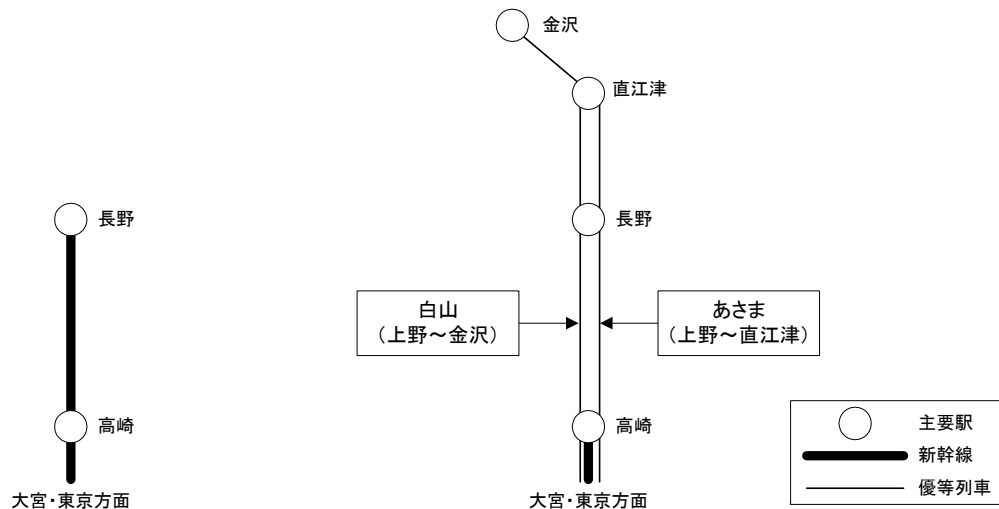 金沢
直江津
長野
長野
白山
（上野～金沢）
あさま
（上野～直江津）
高崎
高崎
主要駅
新幹線
優等列車
大宮・東京方面
大宮・東京方面